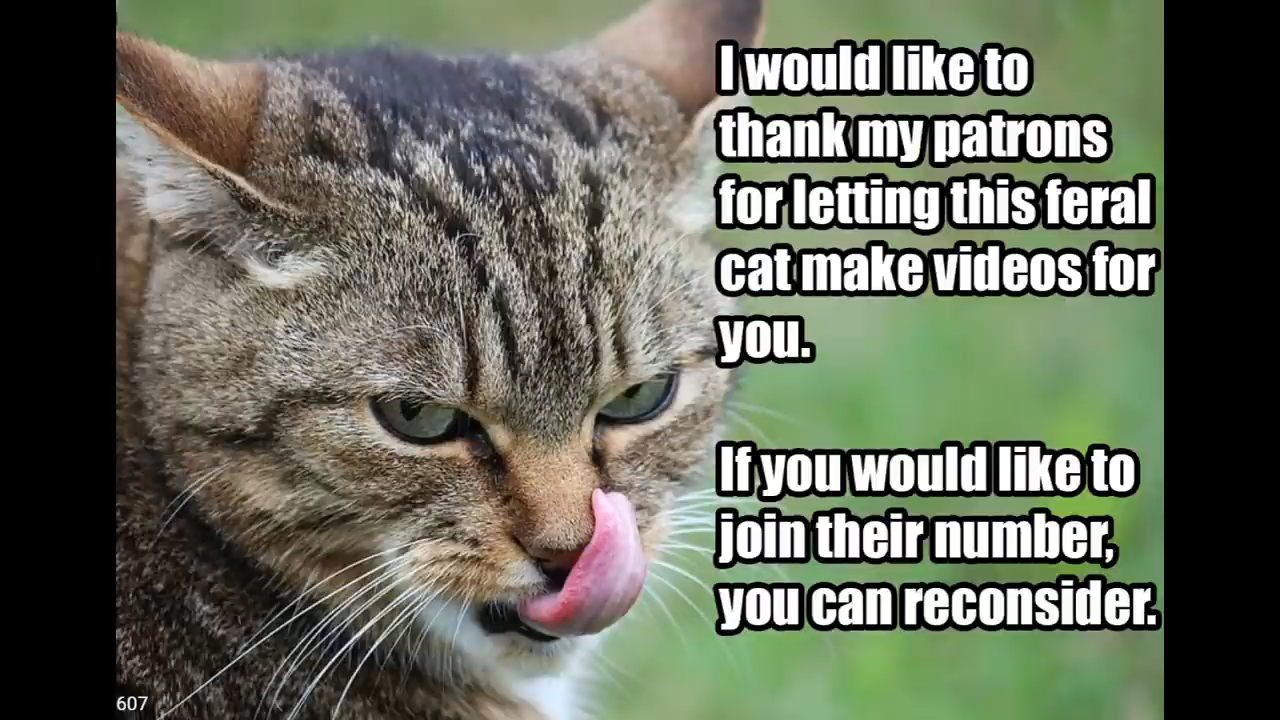 I would like to
thank my patrons
for letting this feral
cat make videos for
you.
If you would like to
join their number,
you can reconsider.
607